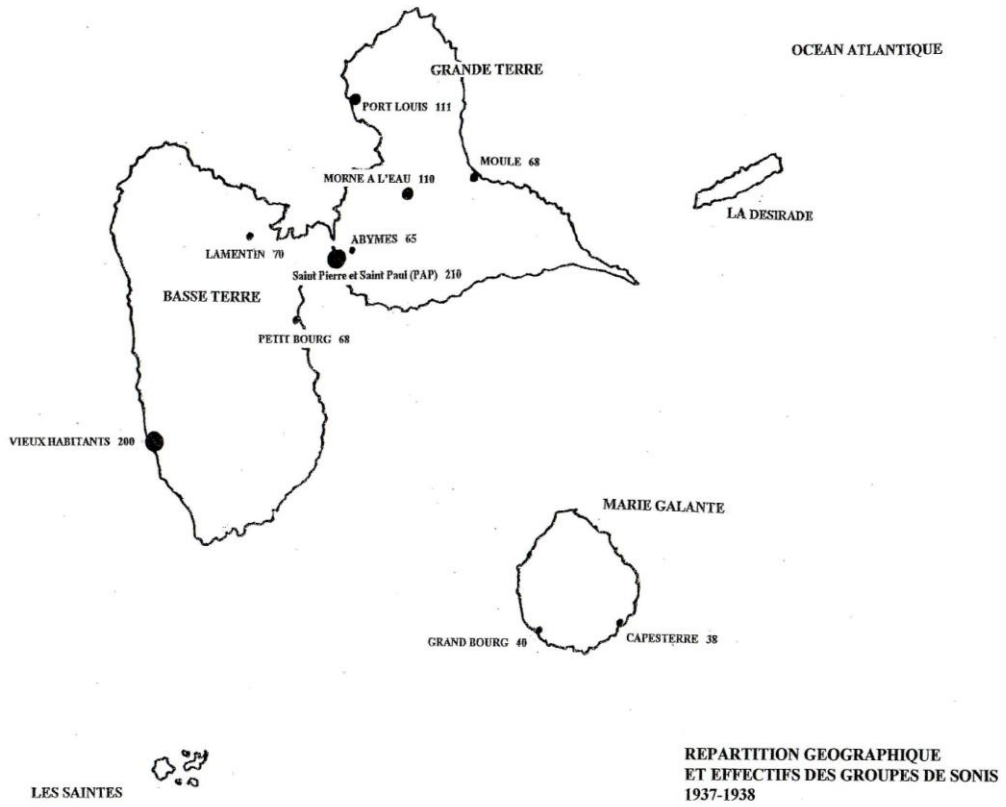 OCEAN ATLANTIQUE
GRANDE TERRE
PORT LOUIS 111
MOULE 68
MORNE A L'EAU 110
LA DESIRADE
ABYMES 65
LAMENTIN 70
Saint Pierre et Saint Paul (PAP) 210
BASSE TERRE
PETIT BOURG 68
VIEUX HABITANTS 200
MARIE GALANTE
GRAND BOURG 40
CAPESTERRE 38
LES SAINTES
REPARTITION GEOGRAPHIQUE
ET EFFECTIFS DES GROUPES DE SONIS
1937-1938